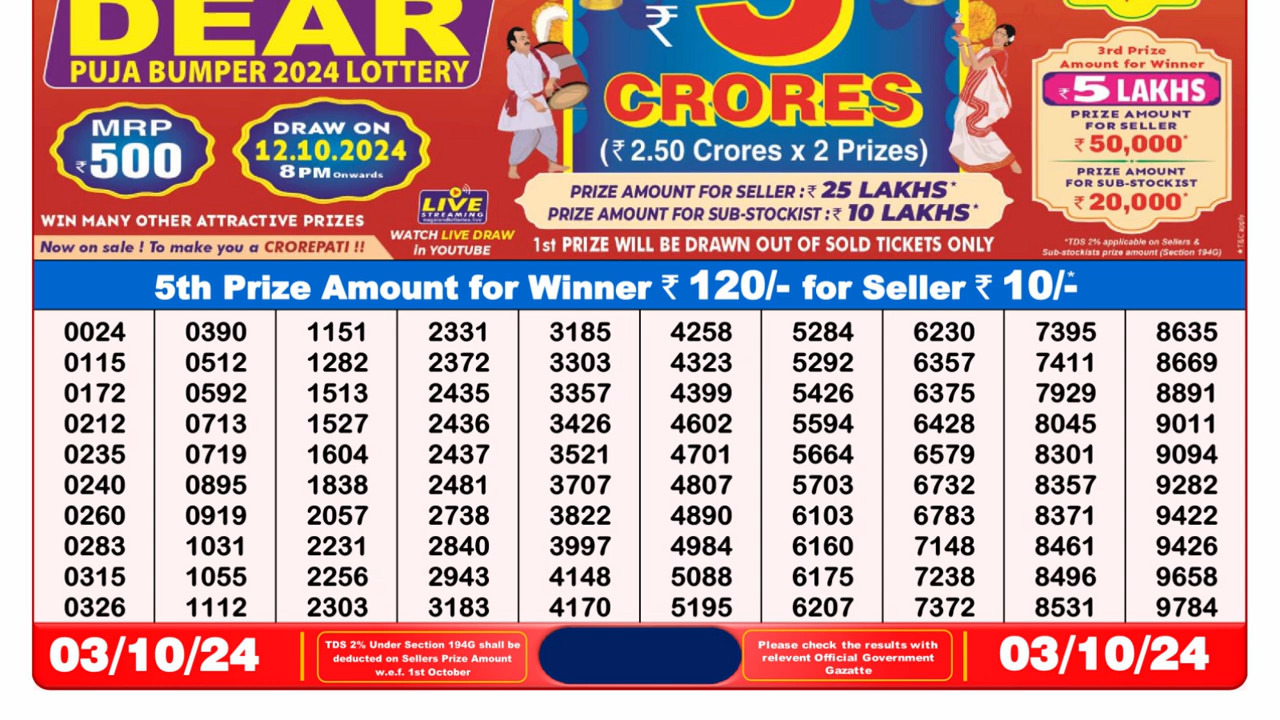 DEAR
PUJA BUMPER 2024 LOTTERY
MRP
₹500
DRAW ON
12.10.2024
8PM Onwards
WIN MANY OTHER ATTRACTIVE PRIZES
Now on sale ! To make you a CROREPATI !!
LIVE
STREAMING
WATCH LIVE DRAW
in YOUTUBE
₹ 5
CRORES
(₹ 2.50 Crores x 2 Prizes)
PRIZE AMOUNT FOR SELLER :₹ 25 LAKHS*
PRIZE AMOUNT FOR SUB-STOCKIST :₹ 10 LAKHS*
1st PRIZE WILL BE DRAWN OUT OF SOLD TICKETS ONLY
3rd Prize
Amount for Winner
₹5 LAKHS
PRIZE AMOUNT
FOR SELLER
₹ 50,000*
PRIZE AMOUNT
FOR SUB-STOCKIST
₹ 20,000*
*TDS 2% applicable on Sellers &
Sub-stockists prize amount (Section 194G)
★T&C apply
5th Prize Amount for Winner ₹ 120/- for Seller ₹ 10/-*
0024 0390 1151 2331 3185 4258 5284 6230 7395 8635
0115 0512 1282 2372 3303 4323 5292 6357 7411 8669
0172 0592 1513 2435 3357 4399 5426 6375 7929 8891
0212 0713 1527 2436 3426 4602 5594 6428 8045 9011
0235 0719 1604 2437 3521 4701 5664 6579 8301 9094
0240 0895 1838 2481 3707 4807 5703 6732 8357 9282
0260 0919 2057 2738 3822 4890 6103 6783 8371 9422
0283 1031 2231 2840 3997 4984 6160 7148 8461 9426
0315 1055 2256 2943 4148 5088 6175 7238 8496 9658
0326 1112 2303 3183 4170 5195 6207 7372 8531 9784
03/10/24
TDS 2% Under Section 194G shall be
deducted on Sellers Prize Amount
w.e.f. 1st October
Please check the results with
relevent Official Government
Gazatte
03/10/24